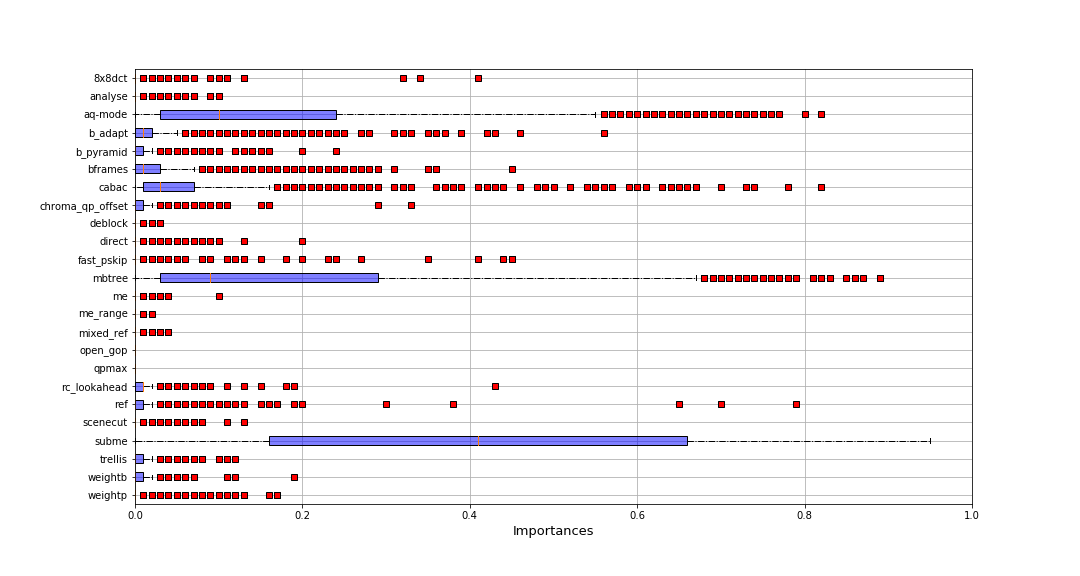 8x8dct
analyse
aq-mode
b_adapt
b_pyramid
bframes
cabac
chroma_qp_offset
deblock
direct
fast_pskip
mbtree
me
me_range
mixed_ref
open_gop
qpmax
rc_lookahead
ref
scenecut
subme
trellis
weightb
weightp
0.0 0.2 0.4 0.6 0.8 1.0
Importances